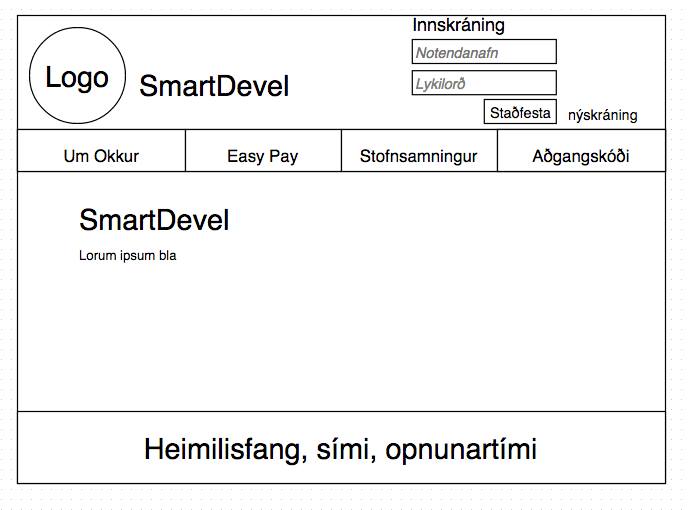 Innskráning
Notendanafn
Logo
SmartDevel
Lykilorð
Staðfesta
nýskráning
Um Okkur
Easy Pay
Stofnsamningur
Aðgangskóði
SmartDevel
Lorum ipsum bla
Heimilisfang, sími, opnunartími